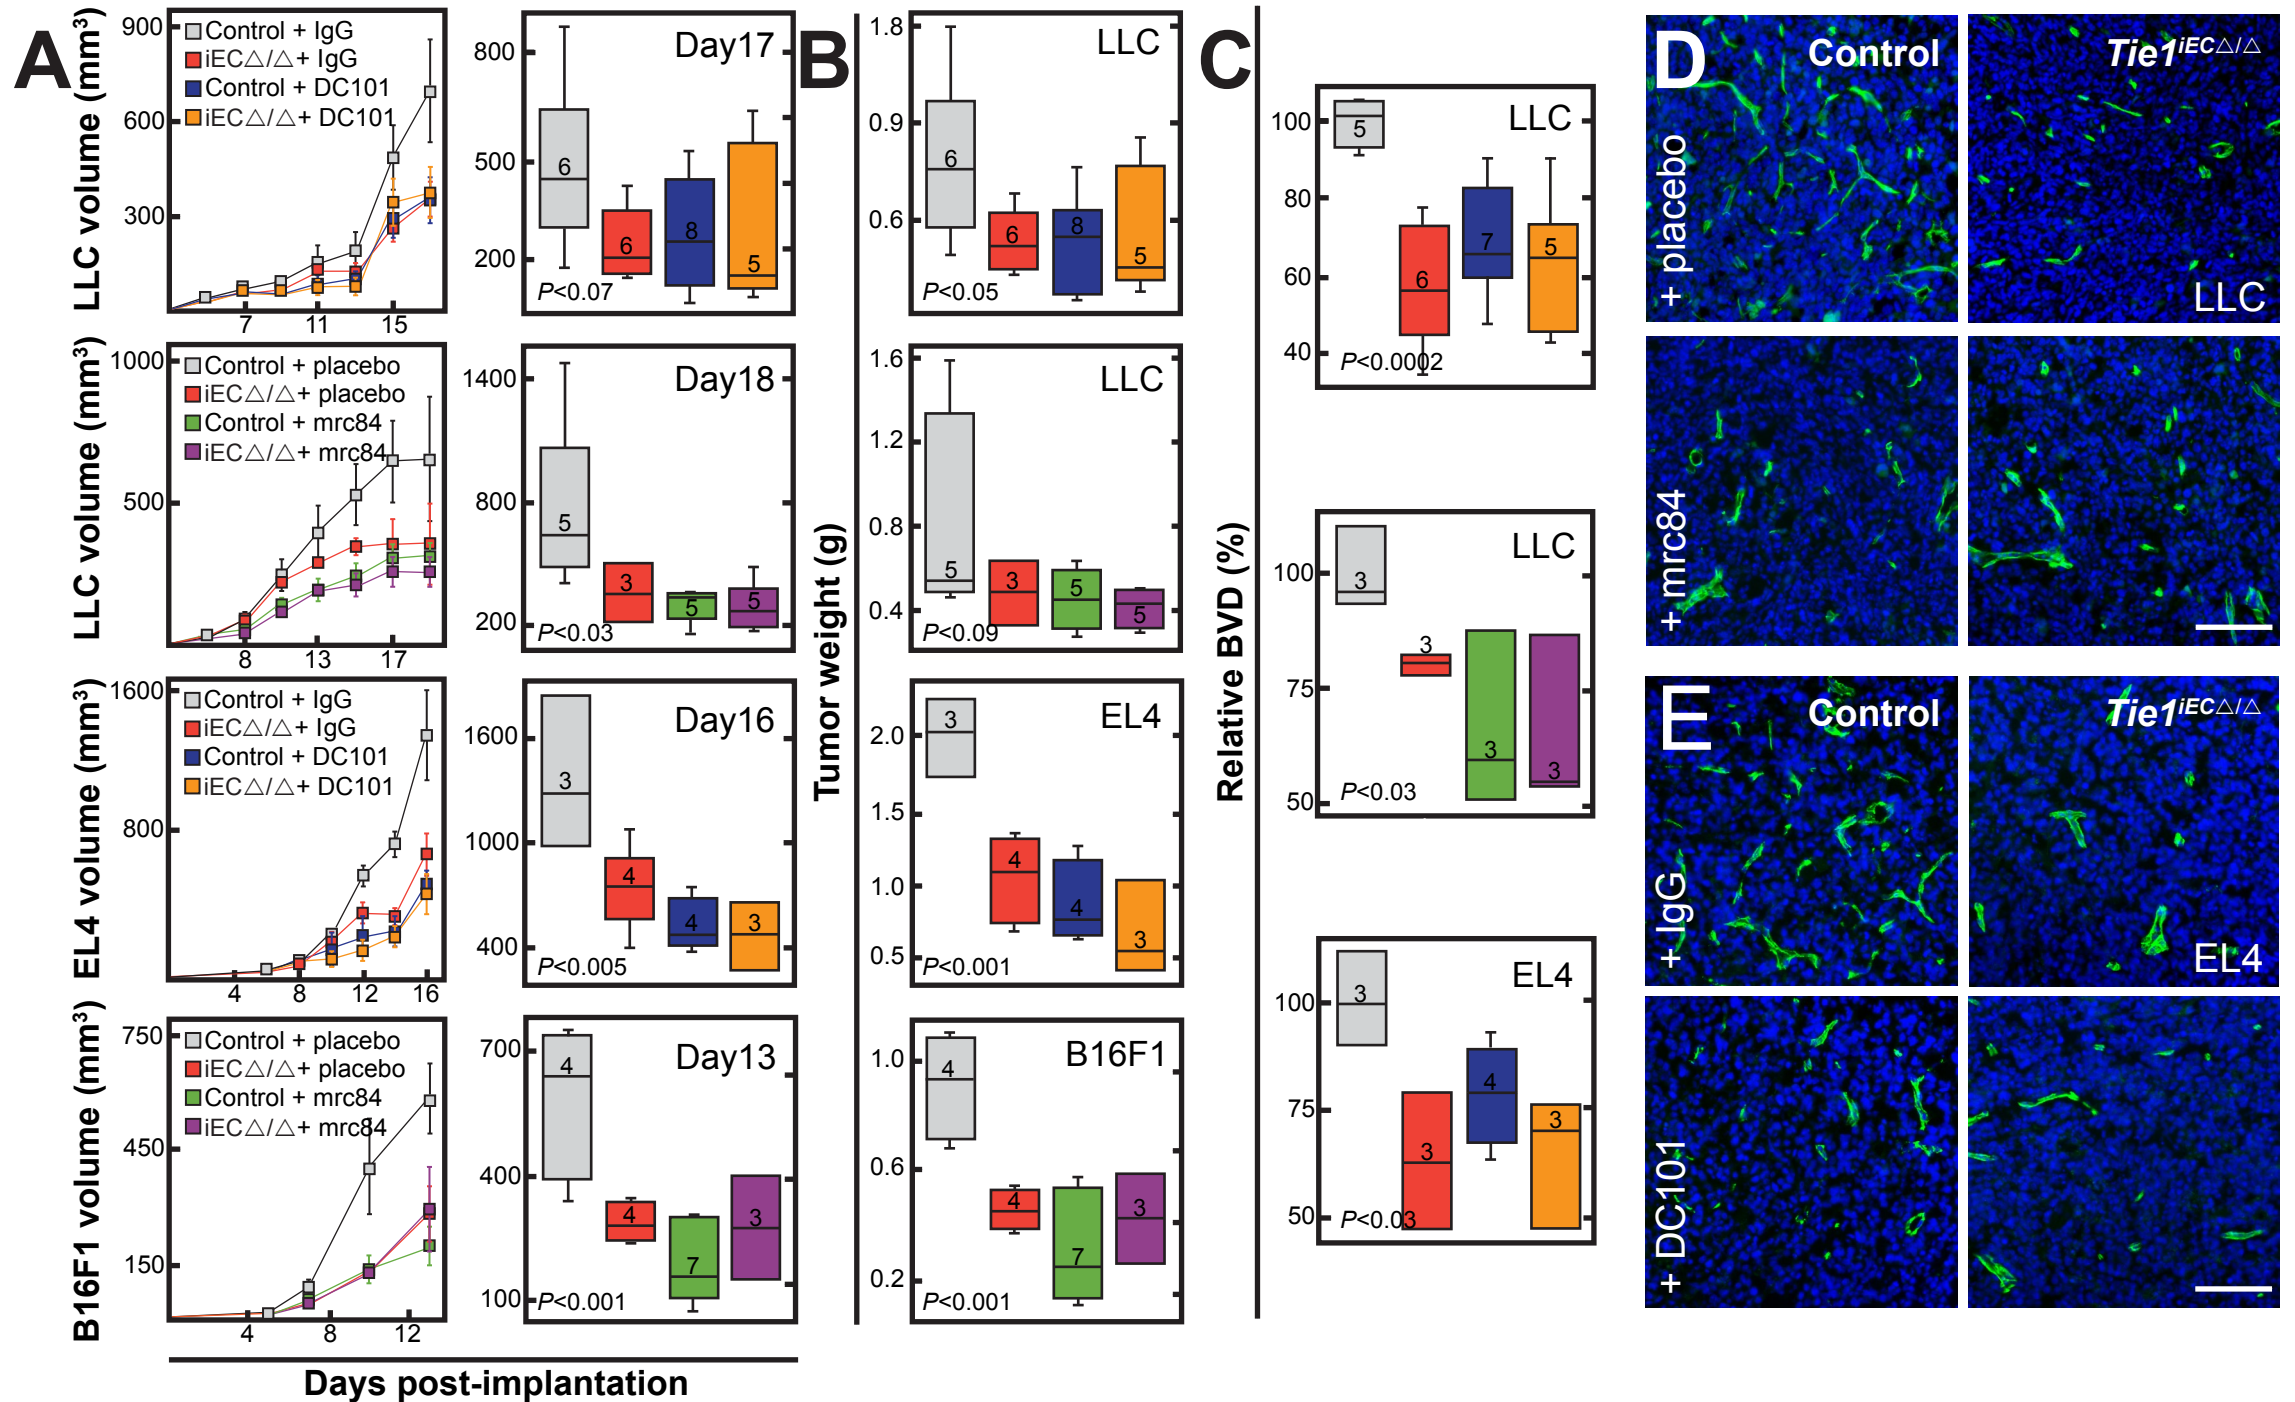 A
LLC volume (mm³)
900
600
300
Control + IgG
iEC△/△+ IgG
Control + DC101
iEC△/△+ DC101
7 11 15
Day17
800
500
200
6
6
8
5
P<0.07
LLC volume (mm³)
1000
500
Control + placebo
iEC△/△+ placebo
Control + mrc84
iEC△/△+ mrc84
8 13 17
Day18
1400
800
200
5
3
5
5
P<0.03
EL4 volume (mm³)
1600
800
Control + IgG
iEC△/△+ IgG
Control + DC101
iEC△/△+ DC101
4 8 12 16
Day16
1600
1000
400
3
4
4
3
P<0.005
B16F1 volume (mm³)
750
450
150
Control + placebo
iEC△/△+ placebo
Control + mrc84
iEC△/△+ mrc84
4 8 12
Day13
700
400
100
4
4
7
3
P<0.001
Days post-implantation
B
Tumor weight (g)
LLC
1.8
0.9
0.6
6
6
8
5
P<0.05
LLC
1.6
1.2
0.8
0.4
5
3
5
5
P<0.09
EL4
2.0
1.5
1.0
0.5
3
4
4
3
P<0.001
B16F1
1.0
0.6
0.2
4
4
7
3
P<0.001
C
Relative BVD (%)
LLC
100
80
60
40
5
6
7
5
P<0.0002
LLC
100
75
50
3
3
3
3
P<0.03
EL4
100
75
50
3
3
4
3
P<0.03
D
Control
Tie1 iEC△/△
+ placebo
LLC
+ mrc84
E
Control
Tie1 iEC△/△
+ IgG
EL4
+ DC101